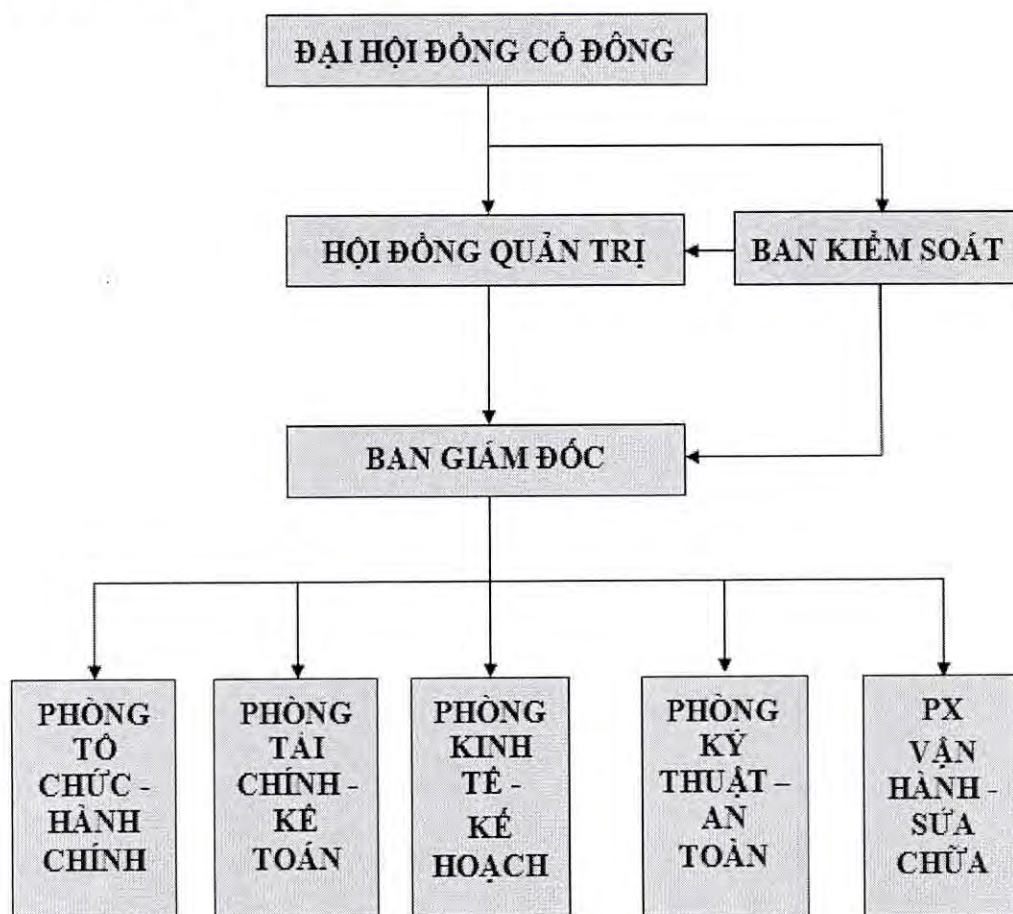 ĐẠI HỘI ĐỒNG CỔ ĐÔNG
HỘI ĐỒNG QUẢN TRỊ
BAN KIỂM SOÁT
BAN GIÁM ĐỐC
PHÒNG
TỔ
CHỨC -
HÀNH
CHÍNH
PHÒNG
TÀI
CHÍNH -
KẾ
TOÁN
PHÒNG
KINH
TẾ -
KẾ
HOẠCH
PHÒNG
KỸ
THUẬT –
AN
TOÀN
PX
VẬN
HÀNH -
SỬA
CHỮA